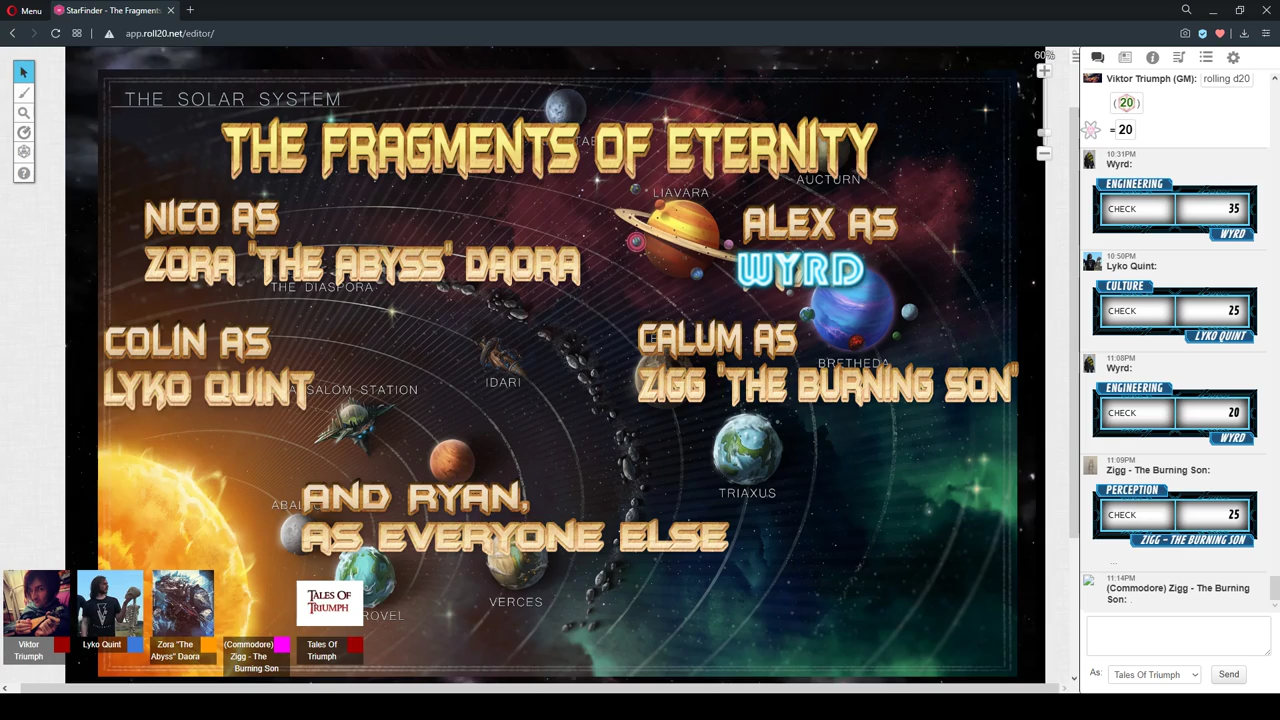 Menu
StarFinder - The Fragments
app.roll20.net/editor/
60%
THE SOLAR SYSTEM
THE FRAGMENTS OF ETERNITY
AUCTURN
LIAVARA
NICO AS
ZORA "THE ABYSS" DAORA
ALEX AS
WYRD
THE DIASPORA
COLIN AS
LYKO QUINT
CALUM AS
ZIGG "THE BURNING SON"
BRETHEDA
IDARI
ABSALOM STATION
TRIAXUS
AND RYAN,
AS EVERYONE ELSE
VERCES
TALES OF
TRIUMPH
Viktor
Triumph
Lyko Quint
Zora "The
Abyss" Daora
(Commodore)
Zigg - The
Burning Son
Tales Of
Triumph
Viktor Triumph (GM): rolling d20
(20)
= 20
10:31PM
Wyrd:
ENGINEERING
CHECK 35
WYRD
10:50PM
Lyko Quint:
CULTURE
CHECK 25
LYKO QUINT
11:08PM
Wyrd:
ENGINEERING
CHECK 20
WYRD
11:09PM
Zigg - The Burning Son:
PERCEPTION
CHECK 25
ZIGG - THE BURNING SON
...
11:14PM
(Commodore) Zigg - The Burning
Son: .
As: Tales Of Triumph Send